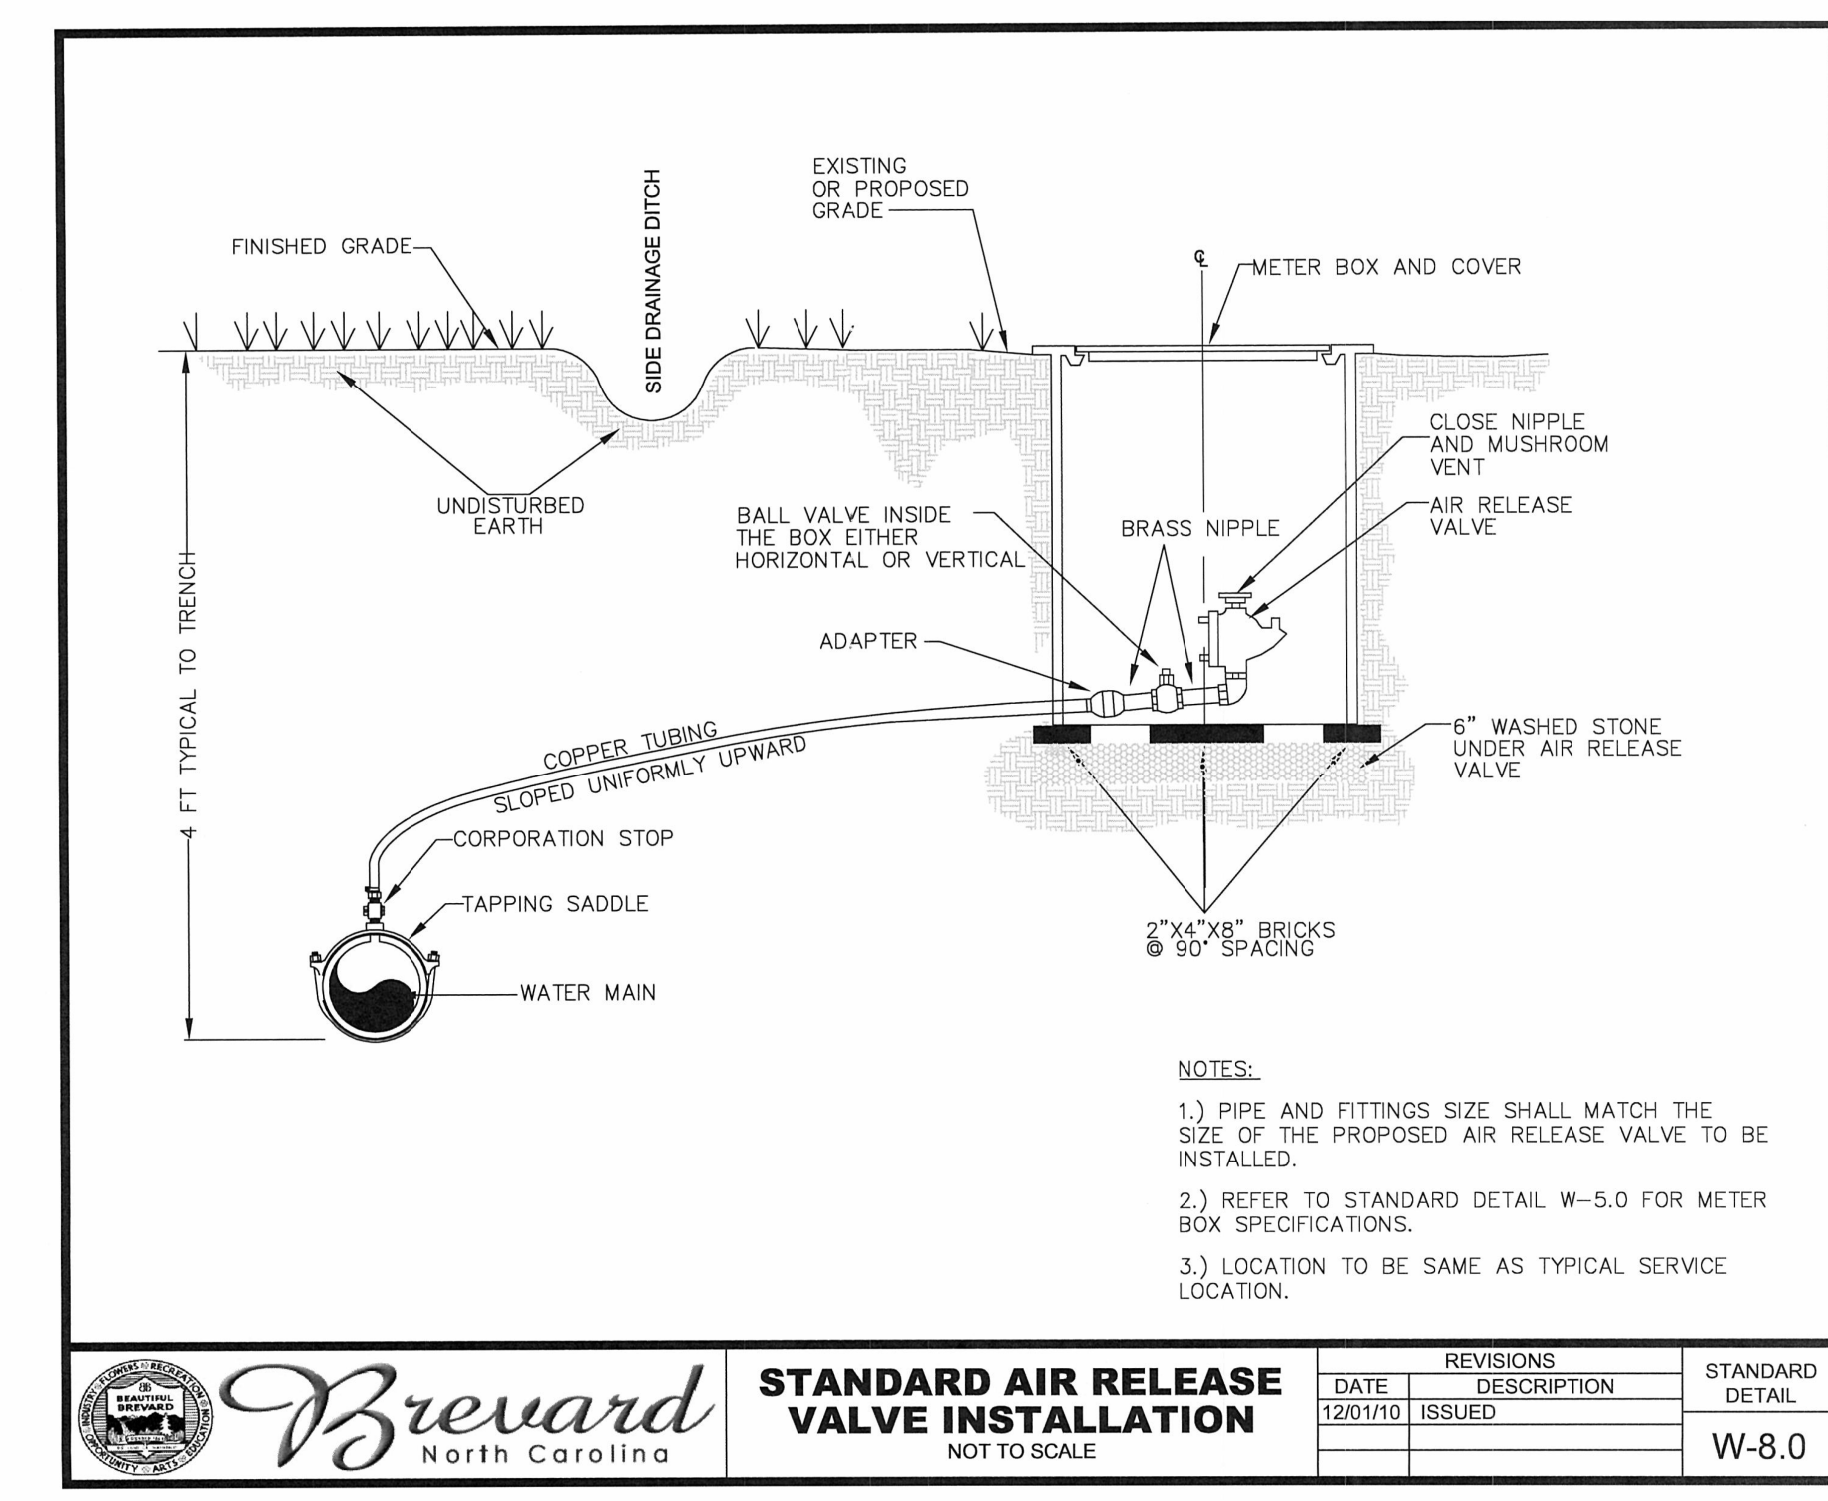 EXISTING
OR PROPOSED
GRADE
SIDE DRAINAGE DITCH
FINISHED GRADE
℄
METER BOX AND COVER
CLOSE NIPPLE
AND MUSHROOM
VENT
UNDISTURBED
EARTH
BALL VALVE INSIDE
THE BOX EITHER
HORIZONTAL OR VERTICAL
BRASS NIPPLE
AIR RELEASE
VALVE
4 FT TYPICAL TO TRENCH
ADAPTER
COPPER TUBING
SLOPED UNIFORMLY UPWARD
6" WASHED STONE
UNDER AIR RELEASE
VALVE
CORPORATION STOP
TAPPING SADDLE
2"X4"X8" BRICKS
@ 90° SPACING
WATER MAIN
NOTES:
1.) PIPE AND FITTINGS SIZE SHALL MATCH THE
SIZE OF THE PROPOSED AIR RELEASE VALVE TO BE
INSTALLED.
2.) REFER TO STANDARD DETAIL W-5.0 FOR METER
BOX SPECIFICATIONS.
3.) LOCATION TO BE SAME AS TYPICAL SERVICE
LOCATION.
INDUSTRY FLOWERS RECREATION
BEAUTIFUL
BREVARD
OPPORTUNITY ARTS EDUCATION
Brevard
North Carolina
STANDARD AIR RELEASE
VALVE INSTALLATION
NOT TO SCALE
REVISIONS
DATE DESCRIPTION
12/01/10 ISSUED
STANDARD
DETAIL
W-8.0